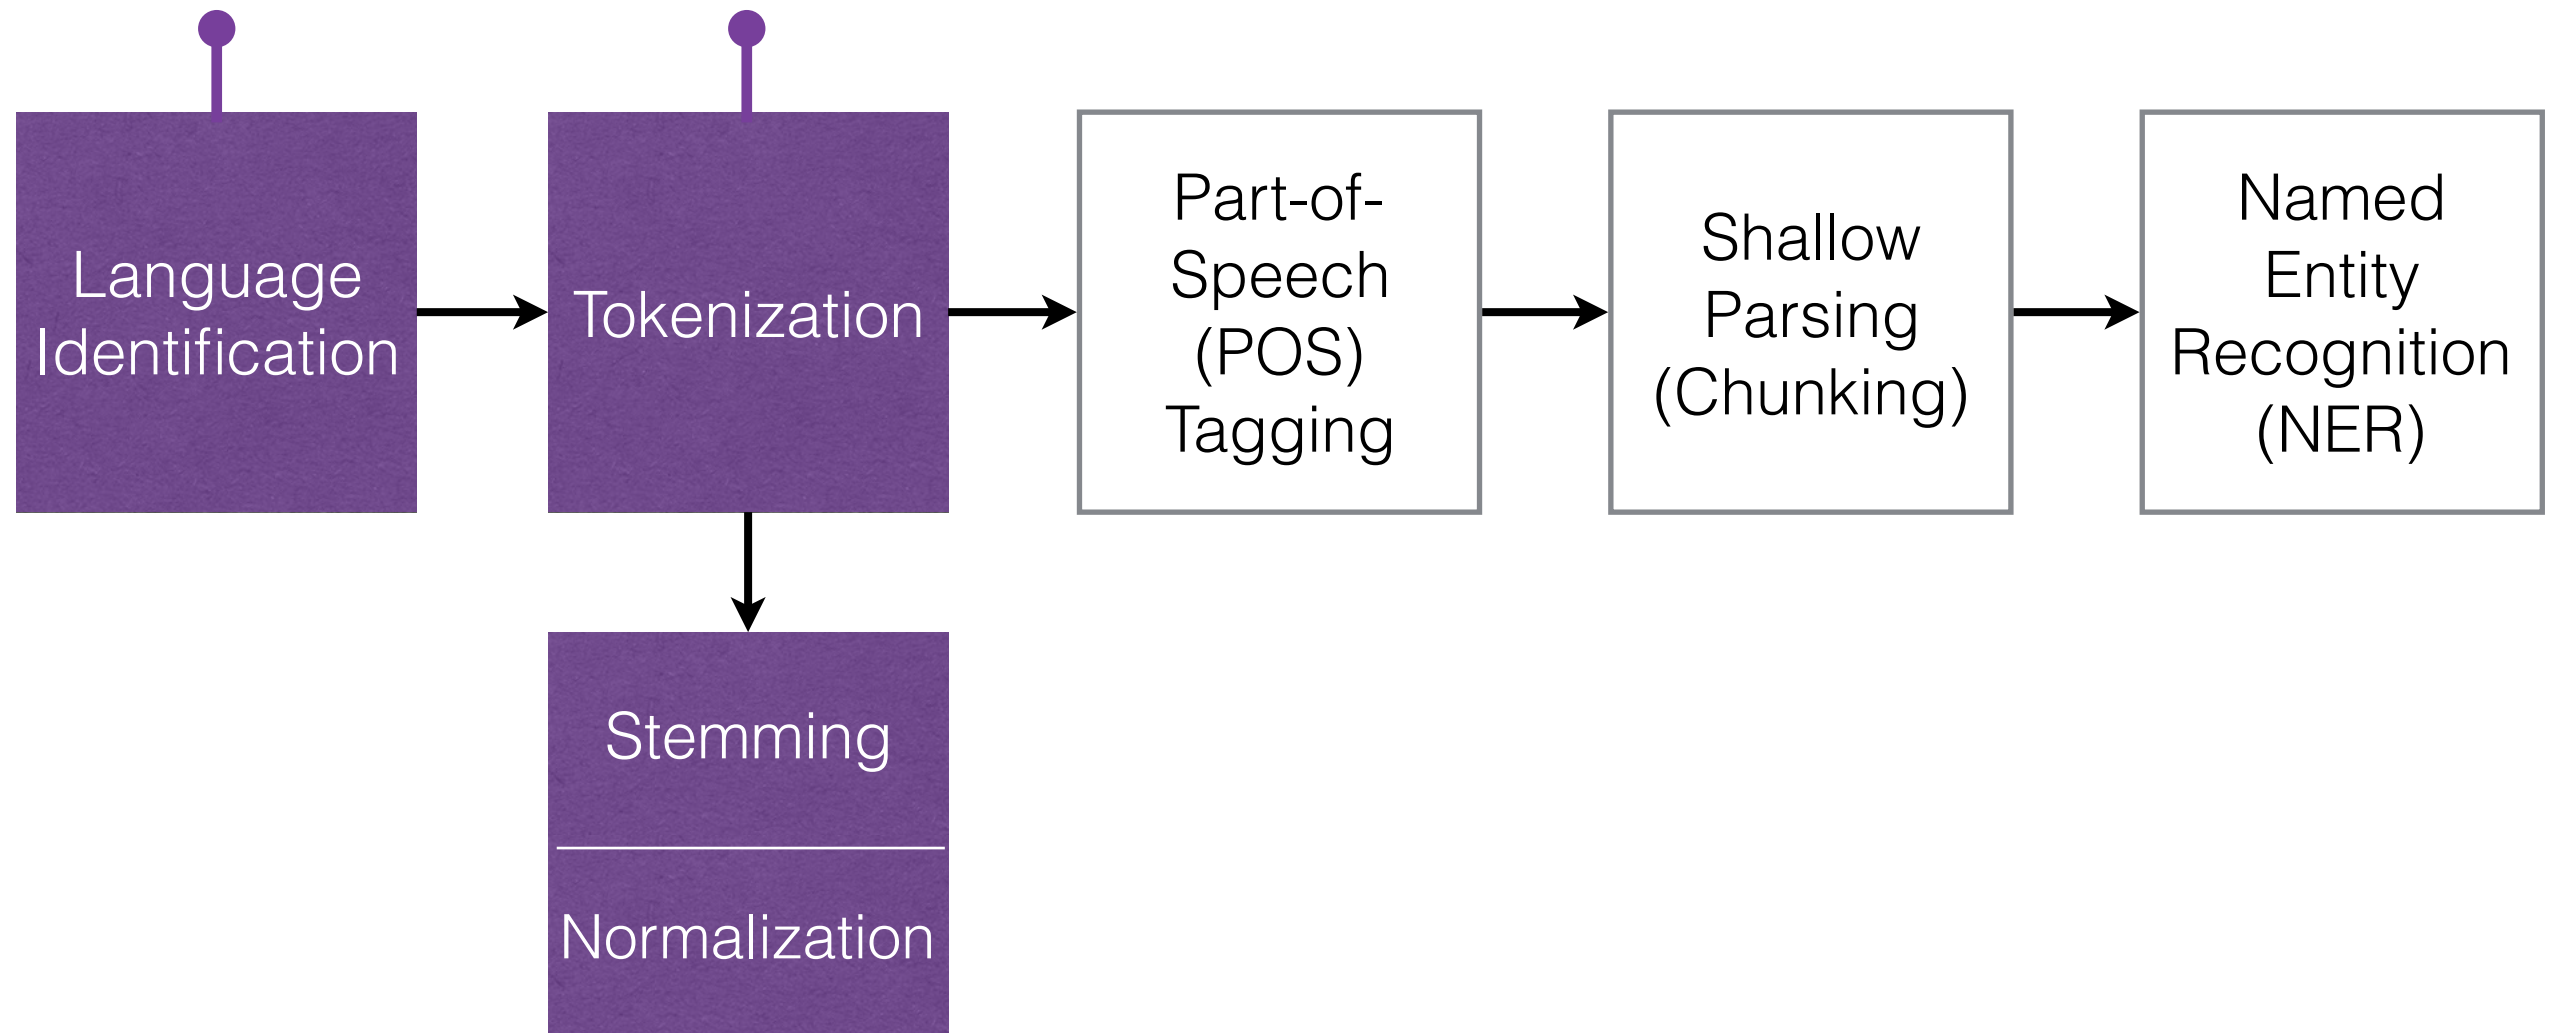 Language
Identification
Tokenization
Part-of-
Speech
(POS)
Tagging
Shallow
Parsing
(Chunking)
Named
Entity
Recognition
(NER)
Stemming
Normalization